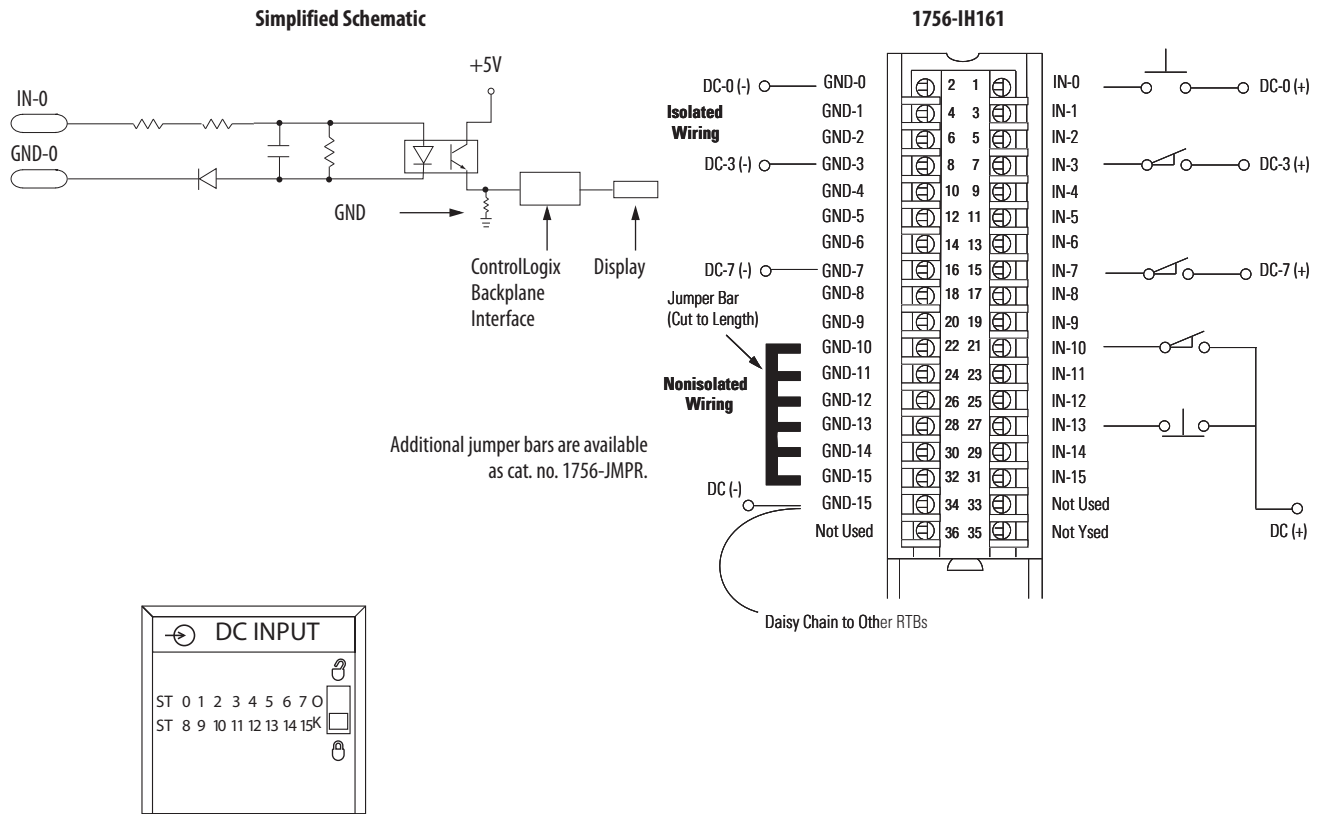 Simplified Schematic
1756-IH161
+5V
IN-0
GND-0
GND
ControlLogix
Backplane
Interface
Display
DC-0 (-) GND-0 2 1 IN-0 DC-0 (+)
Isolated
Wiring
GND-1 4 3 IN-1
GND-2 6 5 IN-2
DC-3 (-) GND-3 8 7 IN-3 DC-3 (+)
GND-4 10 9 IN-4
GND-5 12 11 IN-5
GND-6 14 13 IN-6
DC-7 (-) GND-7 16 15 IN-7 DC-7 (+)
Jumper Bar
(Cut to Length)
GND-8 18 17 IN-8
GND-9 20 19 IN-9
GND-10 22 21 IN-10
Nonisolated
Wiring
GND-11 24 23 IN-11
GND-12 26 25 IN-12
GND-13 28 27 IN-13
GND-14 30 29 IN-14
GND-15 32 31 IN-15
Additional jumper bars are available
as cat. no. 1756-JMPR.
DC (-) GND-15 34 33 Not Used DC (+)
Not Used 36 35 Not Ysed
Daisy Chain to Other RTBs
DC INPUT
ST 0 1 2 3 4 5 6 7 O
ST 8 9 10 11 12 13 14 15 K